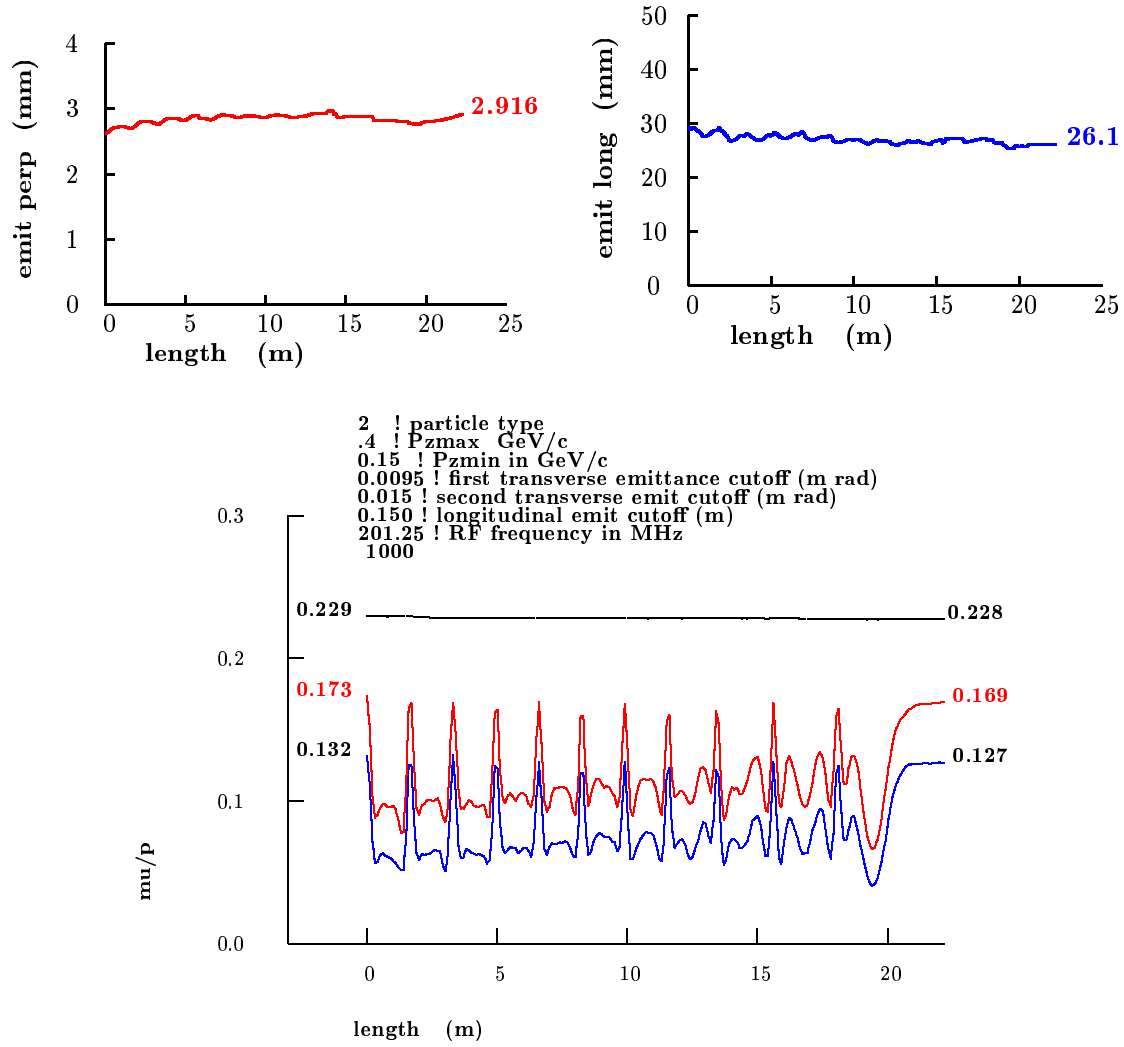 4
3
2
1
0
emit perp (mm)
2.916
0 5 10 15 20 25
length (m)
50
40
30
20
10
0
emit long (mm)
26.1
0 5 10 15 20 25
length (m)
2 ! particle type
.4 ! Pzmax GeV/c
0.15 ! Pzmin in GeV/c
0.0095 ! first transverse emittance cutoff (m rad)
0.015 ! second transverse emit cutoff (m rad)
0.150 ! longitudinal emit cutoff (m)
201.25 ! RF frequency in MHz
1000
0.3
0.2
0.1
0.0
mu/p
0.229
0.228
0.173
0.169
0.132
0.127
0 5 10 15 20
length (m)